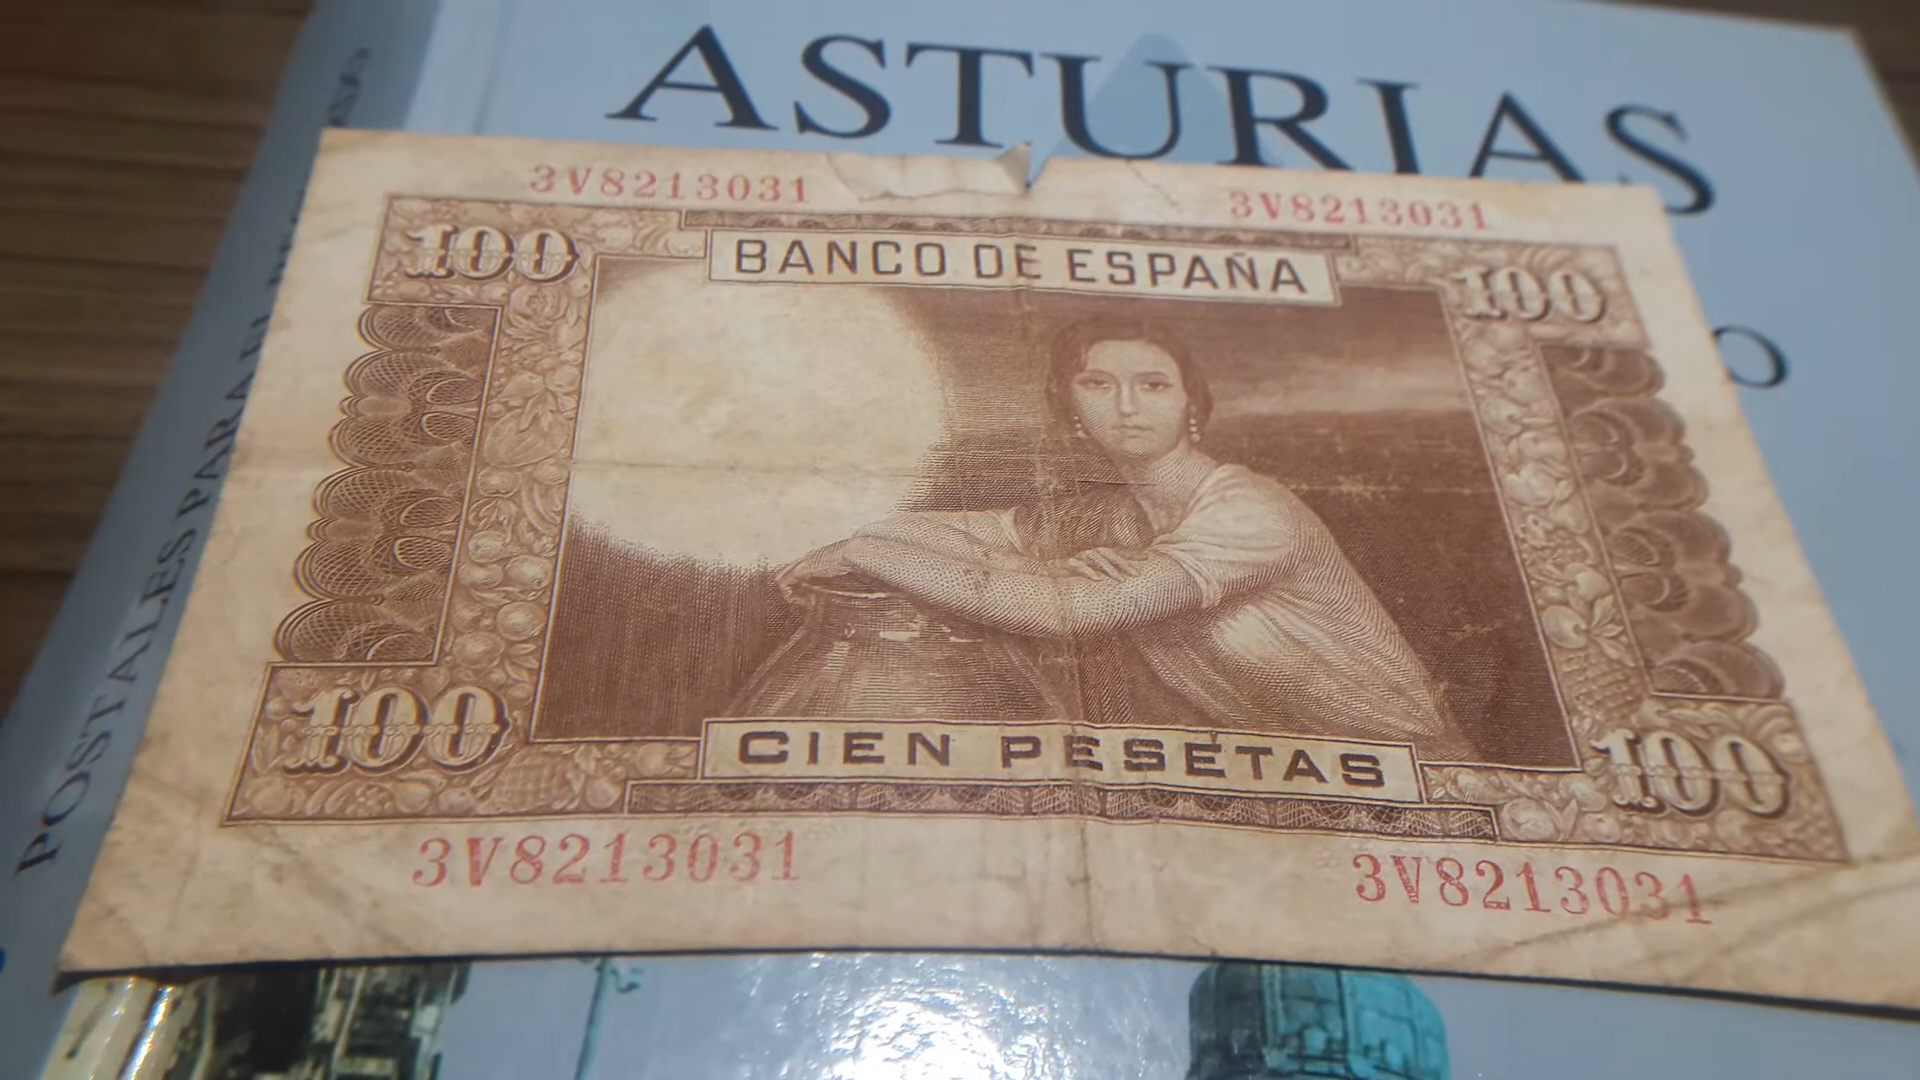 ASTURIAS
3V8213031 3V8213031
100 BANCO DE ESPAÑA 100
O
POSTALES PARA EL
100 CIEN PESETAS 100
3V8213031 3V8213031